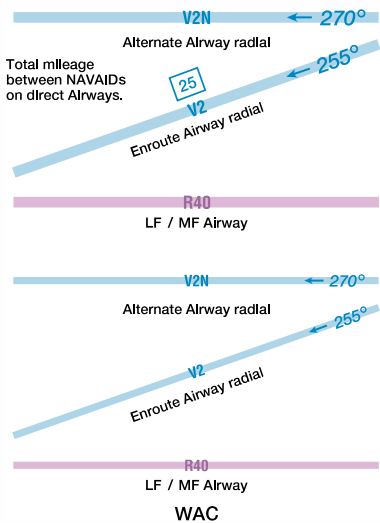 V2N ← 270°
Alternate Airway radial
Total mileage
between NAVAIDs
on direct Airways.
← 255°
25
V2
Enroute Airway radial
R40
LF / MF Airway
V2N ← 270°
Alternate Airway radial
← 255°
V2
Enroute Airway radial
R40
LF / MF Airway
WAC